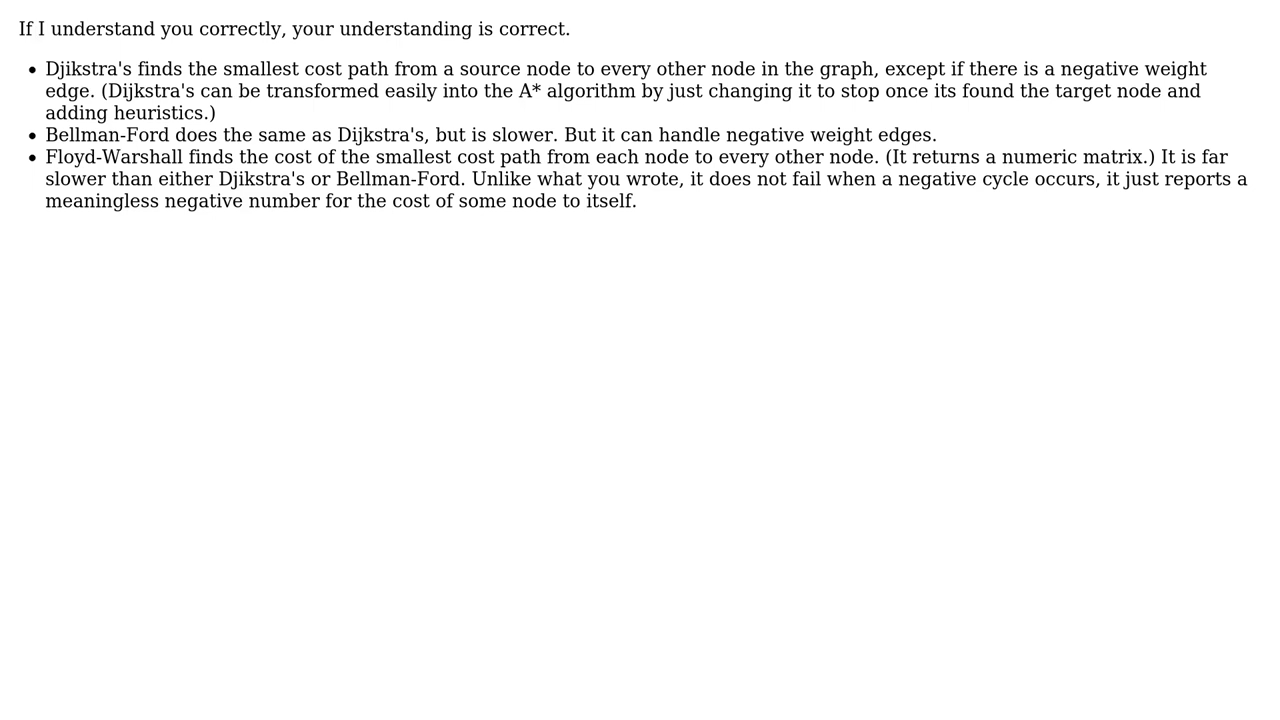 If I understand you correctly, your understanding is correct.
• Djikstra's finds the smallest cost path from a source node to every other node in the graph, except if there is a negative weight
edge. (Dijkstra's can be transformed easily into the A* algorithm by just changing it to stop once its found the target node and
adding heuristics.)
• Bellman-Ford does the same as Dijkstra's, but is slower. But it can handle negative weight edges.
• Floyd-Warshall finds the cost of the smallest cost path from each node to every other node. (It returns a numeric matrix.) It is far
slower than either Djikstra's or Bellman-Ford. Unlike what you wrote, it does not fail when a negative cycle occurs, it just reports a
meaningless negative number for the cost of some node to itself.